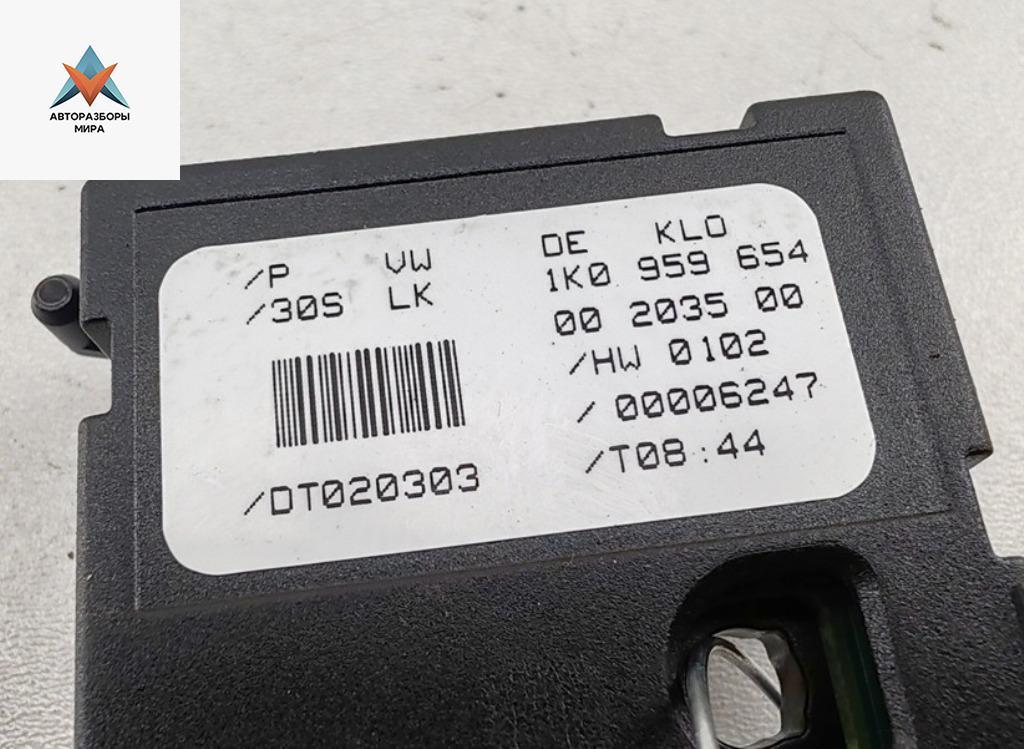 АВТОРАЗБОРЫ
МИРА
/P VW DE KLO
/30S LK 1K0 959 654
00 2035 00
/HW 0102
/ 00006247
/DT020303 /T08:44